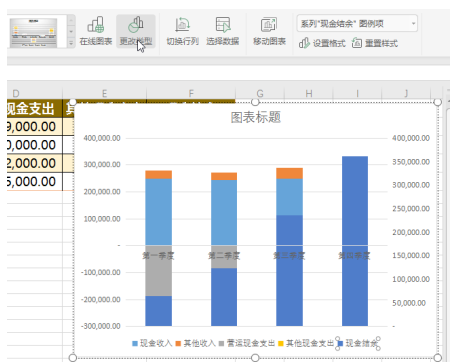 系列"现金结余" 图例项
在线图表 更改类型 切换行列 选择数据 移动图表 设置格式 重置样式
D E F G H I J
现金支出
9,000.00
0,000.00
2,000.00
5,000.00
图表标题
400,000.00 400,000.00
300,000.00 350,000.00
200,000.00 300,000.00
100,000.00 250,000.00
- 200,000.00
第一季度 第二季度 第三季度 第四季度
-100,000.00 150,000.00
-200,000.00 100,000.00
-300,000.00 50,000.00
-
现金收入 其他收入 营运现金支出 其他现金支出 现金结余